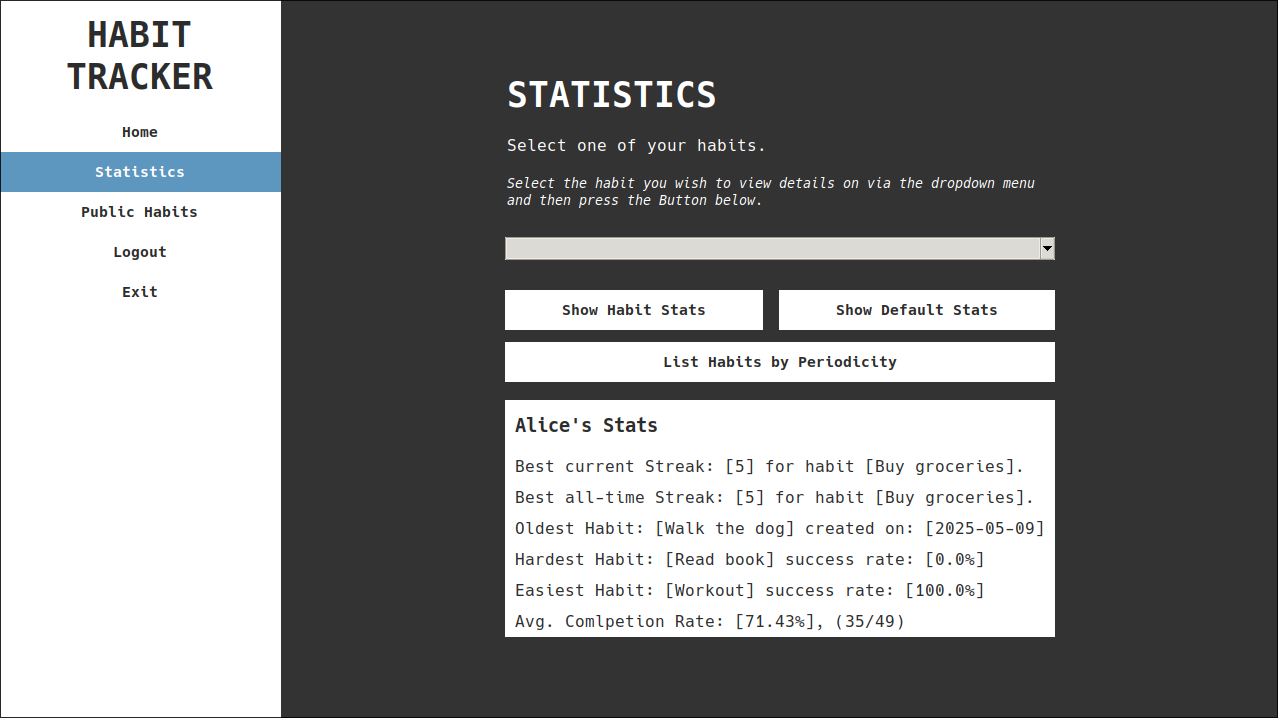 HABIT
TRACKER
Home
Statistics
Public Habits
Logout
Exit
STATISTICS
Select one of your habits.
Select the habit you wish to view details on via the dropdown menu
and then press the Button below.
Show Habit Stats
Show Default Stats
List Habits by Periodicity
Alice's Stats
Best current Streak: [5] for habit [Buy groceries].
Best all-time Streak: [5] for habit [Buy groceries].
Oldest Habit: [Walk the dog] created on: [2025-05-09]
Hardest Habit: [Read book] success rate: [0.0%]
Easiest Habit: [Workout] success rate: [100.0%]
Avg. Comlpetion Rate: [71.43%], (35/49)